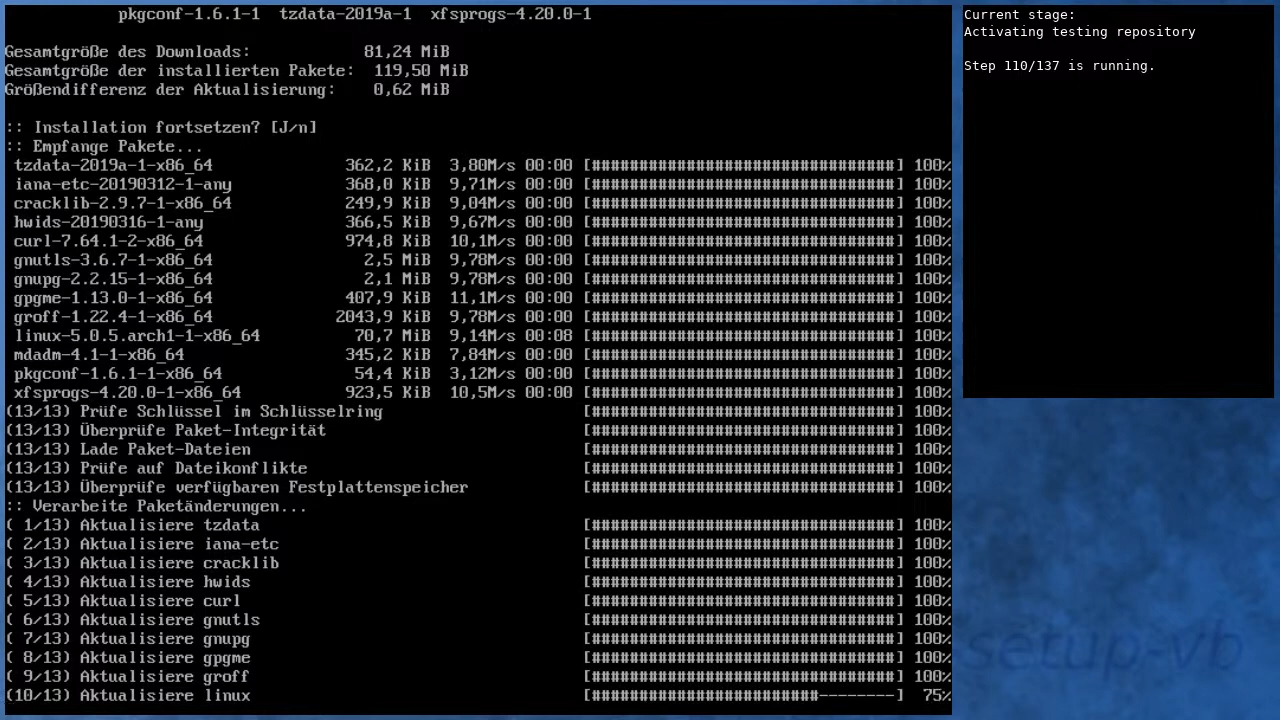 pkgconf-1.6.1-1  tzdata-2019a-1  xfsprogs-4.20.0-1
Gesamtgröße des Downloads:            81,24 MiB
Gesamtgröße der installierten Pakete:  119,50 MiB
Größendifferenz der Aktualisierung:    0,62 MiB
:: Installation fortsetzen? [J/n]
:: Empfange Pakete...
tzdata-2019a-1-x86_64              362,2 KiB  3,80M/s 00:00 [################################] 100%
iana-etc-20190312-1-any            368,0 KiB  9,71M/s 00:00 [################################] 100%
cracklib-2.9.7-1-x86_64            249,9 KiB  9,04M/s 00:00 [################################] 100%
hwids-20190316-1-any               366,5 KiB  9,67M/s 00:00 [################################] 100%
curl-7.64.1-2-x86_64               974,8 KiB  10,1M/s 00:00 [################################] 100%
gnutls-3.6.7-1-x86_64                2,5 MiB  9,78M/s 00:00 [################################] 100%
gnupg-2.2.15-1-x86_64                2,1 MiB  9,78M/s 00:00 [################################] 100%
gpgme-1.13.0-1-x86_64              407,9 KiB  11,1M/s 00:00 [################################] 100%
groff-1.22.4-1-x86_64             2043,9 KiB  9,78M/s 00:00 [################################] 100%
linux-5.0.5.arch1-1-x86_64          70,7 MiB  9,14M/s 00:08 [################################] 100%
mdadm-4.1-1-x86_64                 345,2 KiB  7,84M/s 00:00 [################################] 100%
pkgconf-1.6.1-1-x86_64              54,4 KiB  3,12M/s 00:00 [################################] 100%
xfsprogs-4.20.0-1-x86_64           923,5 KiB  10,5M/s 00:00 [################################] 100%
(13/13) Prüfe Schlüssel im Schlüsselring                     [################################] 100%
(13/13) Überprüfe Paket-Integrität                           [################################] 100%
(13/13) Lade Paket-Dateien                                   [################################] 100%
(13/13) Prüfe auf Dateikonflikte                             [################################] 100%
(13/13) Überprüfe verfügbaren Festplattenspeicher            [################################] 100%
:: Verarbeite Paketänderungen...
( 1/13) Aktualisiere tzdata                                  [################################] 100%
( 2/13) Aktualisiere iana-etc                                [################################] 100%
( 3/13) Aktualisiere cracklib                                [################################] 100%
( 4/13) Aktualisiere hwids                                   [################################] 100%
( 5/13) Aktualisiere curl                                    [################################] 100%
( 6/13) Aktualisiere gnutls                                  [################################] 100%
( 7/13) Aktualisiere gnupg                                   [################################] 100%
( 8/13) Aktualisiere gpgme                                   [################################] 100%
( 9/13) Aktualisiere groff                                   [################################] 100%
(10/13) Aktualisiere linux                                   [########################--------]  75%
Current stage:
Activating testing repository
Step 110/137 is running.
setup-vb